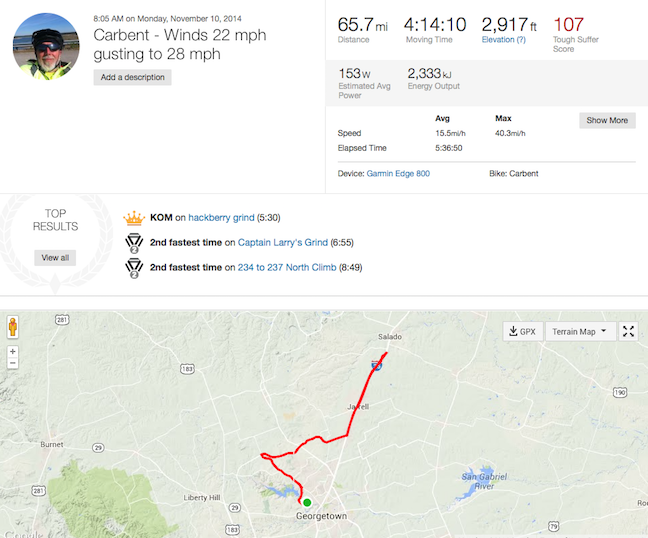 8:05 AM on Monday, November 10, 2014
Carbent - Winds 22 mph
gusting to 28 mph
Add a description
65.7mi
Distance
4:14:10
Moving Time
2,917ft
Elevation (?)
107
Tough Suffer
Score
153W
Estimated Avg
Power
2,333kJ
Energy Output
Avg Max
Show More
Speed 15.5mi/h 40.3mi/h
Elapsed Time 5:36:50
Device: Garmin Edge 800 Bike: Carbent
TOP
RESULTS
View all
KOM on hackberry grind (5:30)
2nd fastest time on Captain Larry's Grind (6:55)
2
2nd fastest time on 234 to 237 North Climb (8:49)
2
281
GPX
Terrain Map
+
−
Salado
183
190
Jarrell
Burnet
29
San Gabriel
River
281
Liberty Hill
29
Georgetown
183
79